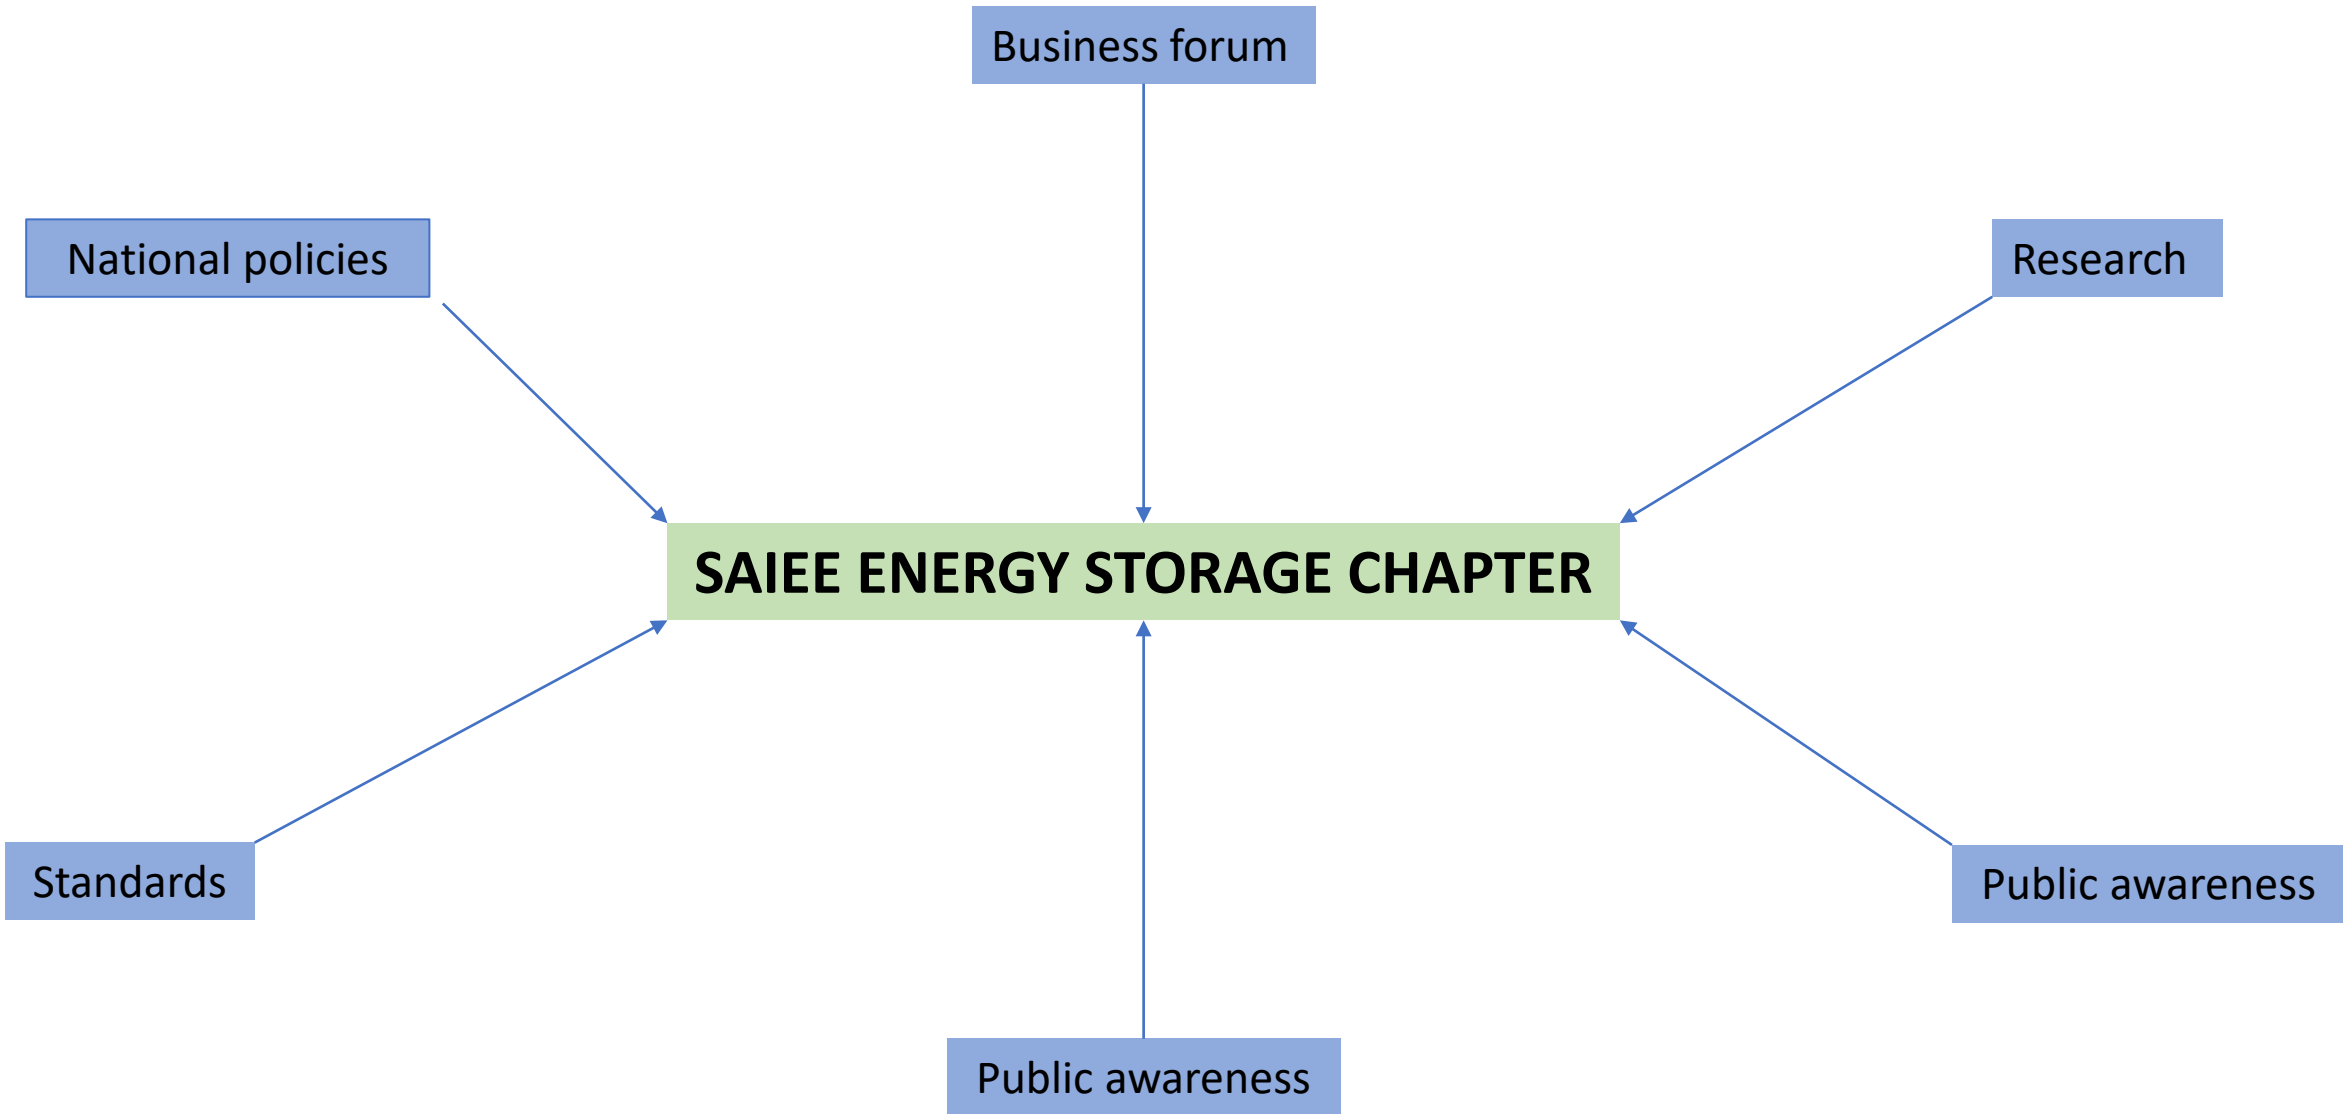 Business forum
National policies
Research
SAIEE ENERGY STORAGE CHAPTER
Standards
Public awareness
Public awareness